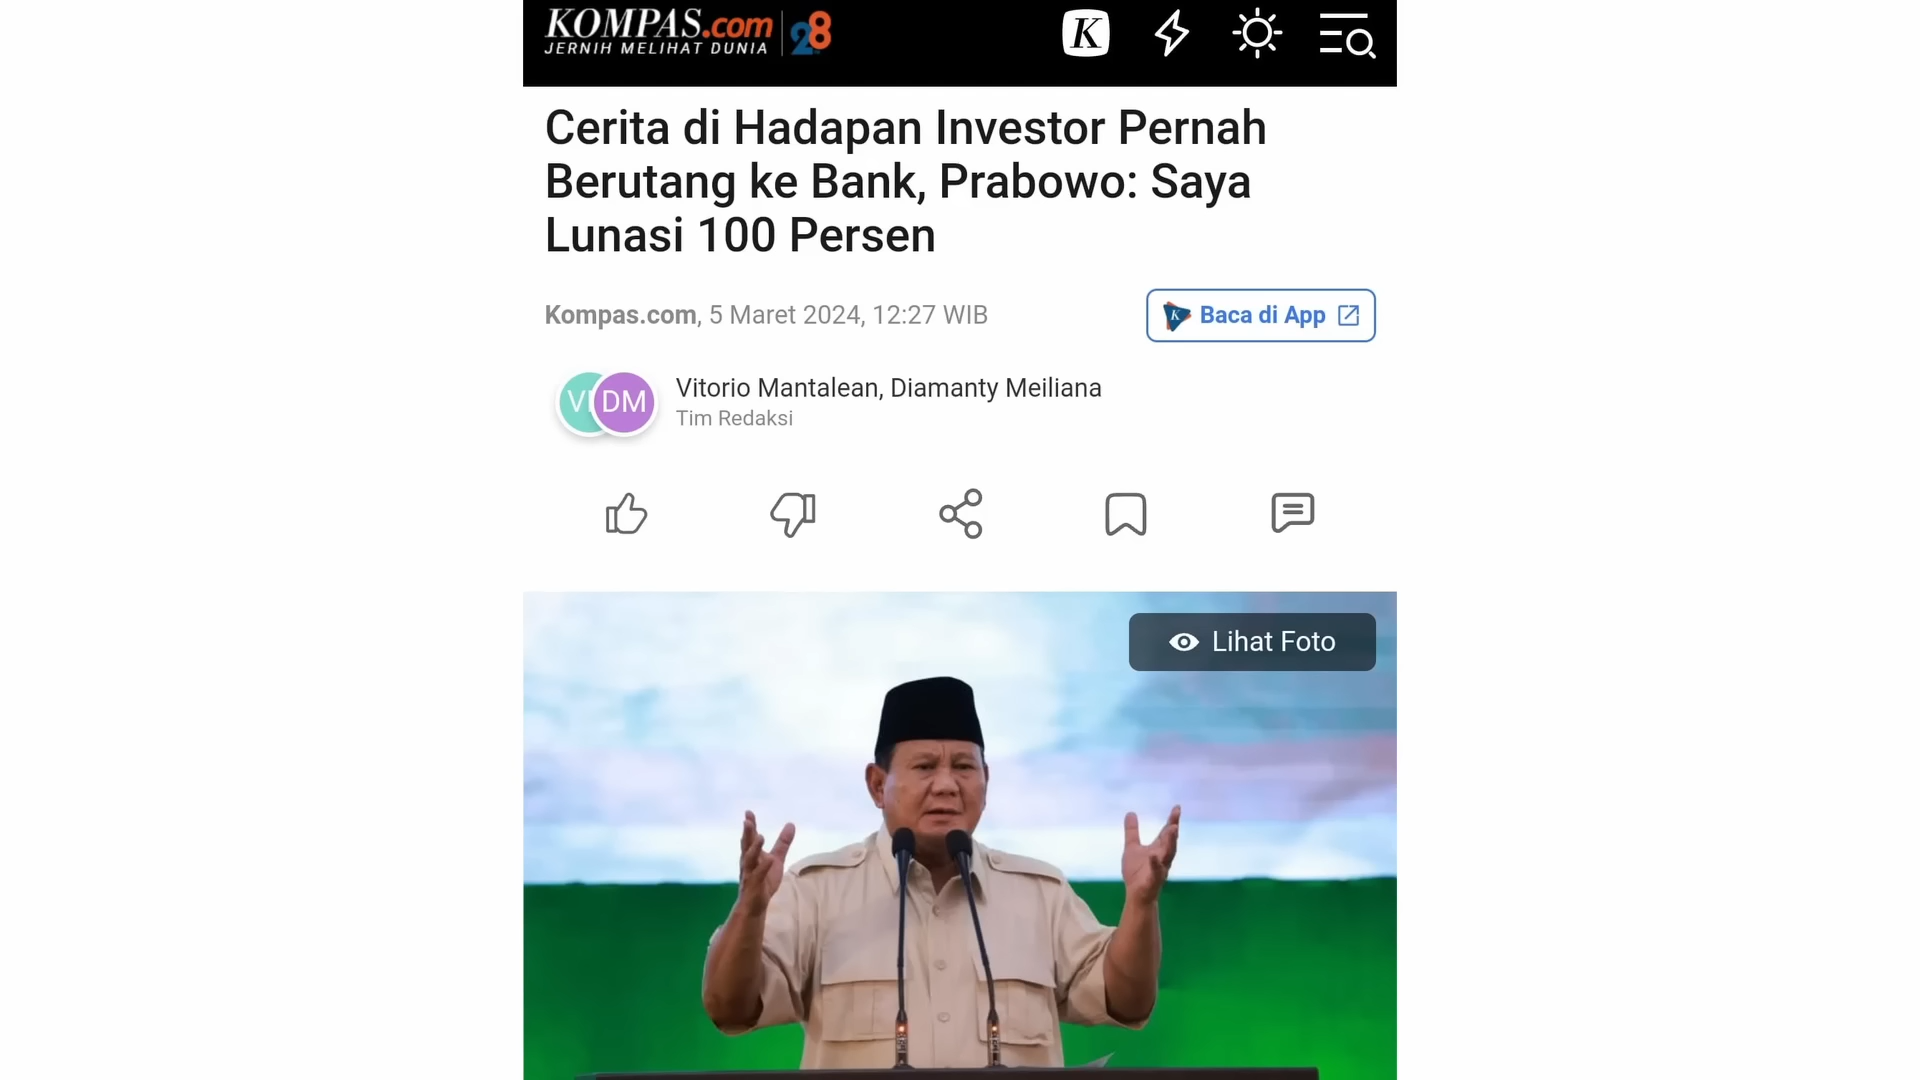 KOMPAS.com 28
JERNIH MELIHAT DUNIA
K
Cerita di Hadapan Investor Pernah
Berutang ke Bank, Prabowo: Saya
Lunasi 100 Persen
Kompas.com, 5 Maret 2024, 12:27 WIB
K Baca di App
V DM
Vitorio Mantalean, Diamanty Meiliana
Tim Redaksi
Lihat Foto